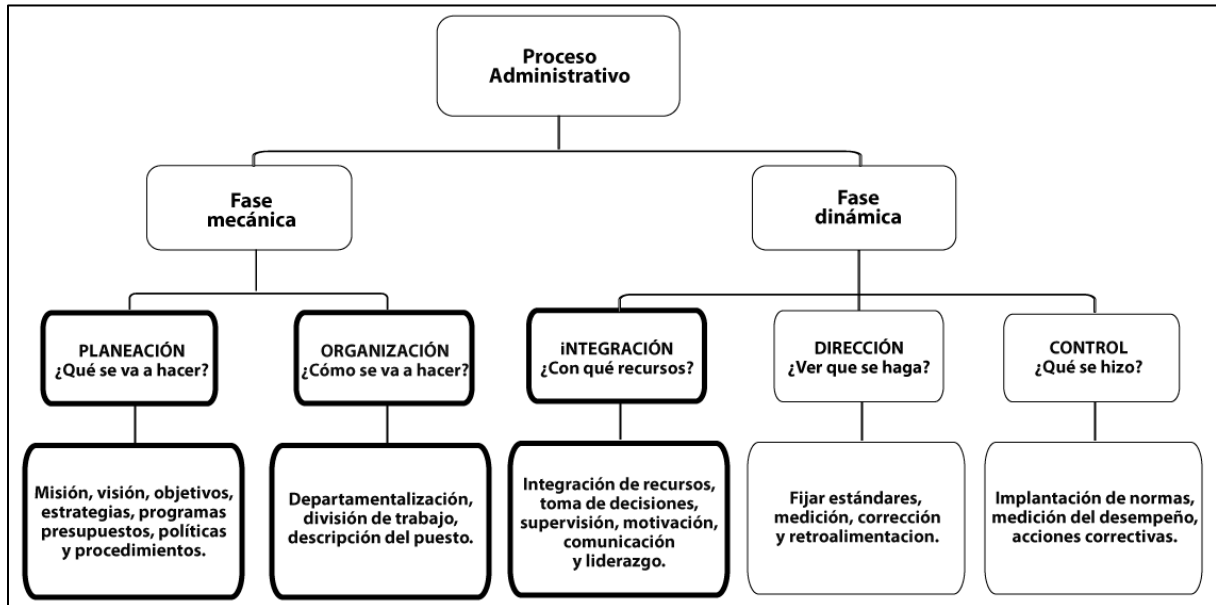 Proceso
Administrativo
Fase
mecánica
Fase
dinámica
PLANEACIÓN
¿Qué se va a hacer?
ORGANIZACIÓN
¿Cómo se va a hacer?
iNTEGRACIÓN
¿Con qué recursos?
DIRECCIÓN
¿Ver que se haga?
CONTROL
¿Qué se hizo?
Misión, visión, objetivos,
estrategias, programas
presupuestos, políticas
y procedimientos.
Departamentalización,
división de trabajo,
descripción del puesto.
Integración de recursos,
toma de decisiones,
supervisión, motivación,
comunicación
y liderazgo.
Fijar estándares,
medición, corrección
y retroalimentacion.
Implantación de normas,
medición del desempeño,
acciones correctivas.